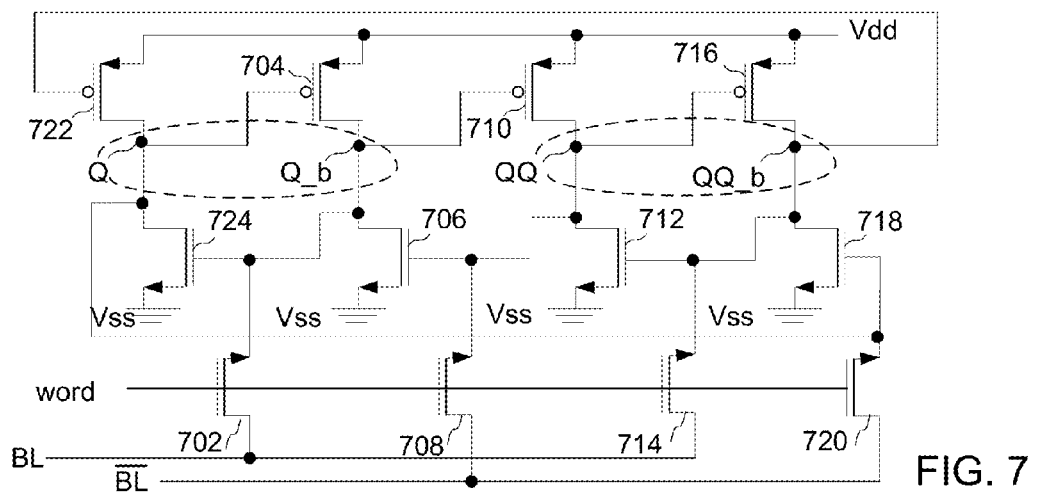 Vdd
716
704
722
710
Q
Q_b
QQ
QQ_b
724
706
712
718
Vss
Vss
Vss
Vss
word
702
708
714
720
BL
BL
FIG. 7